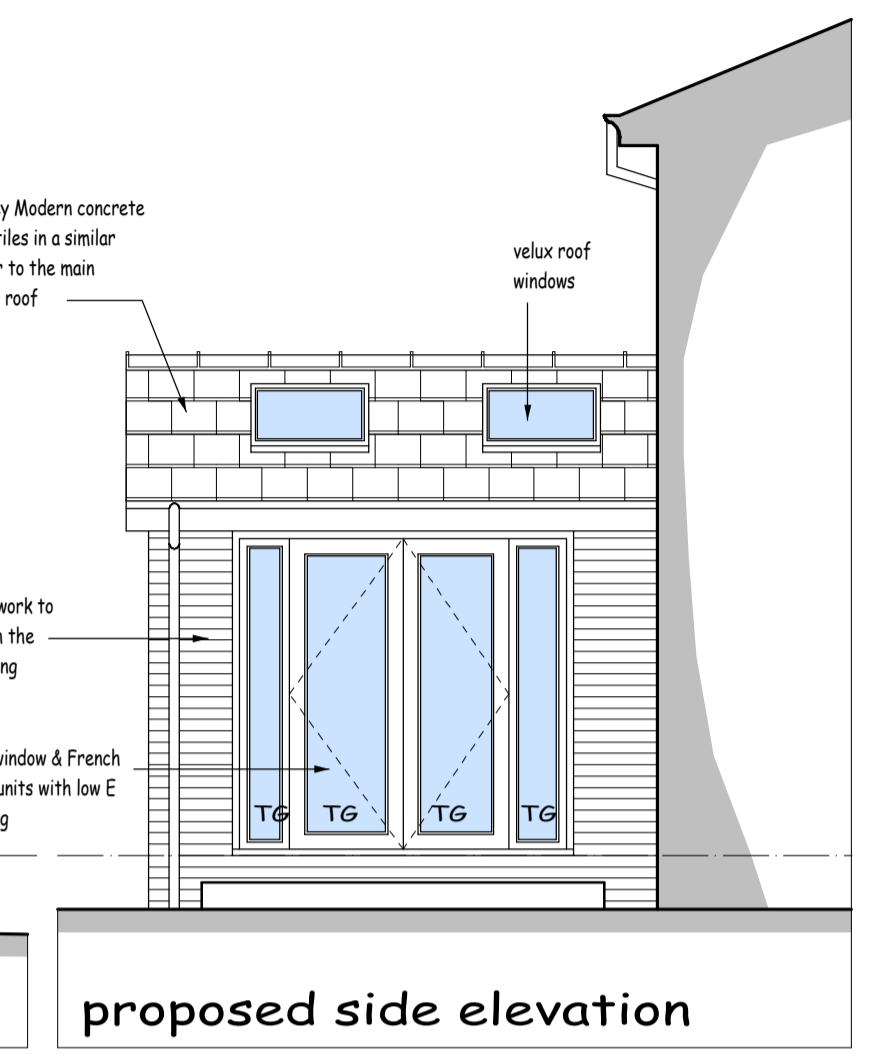 y Modern concrete
tiles in a similar
r to the main
roof
velux roof
windows
work to
n the
ng
window & French
units with low E
g
TG TG TG TG
proposed side elevation